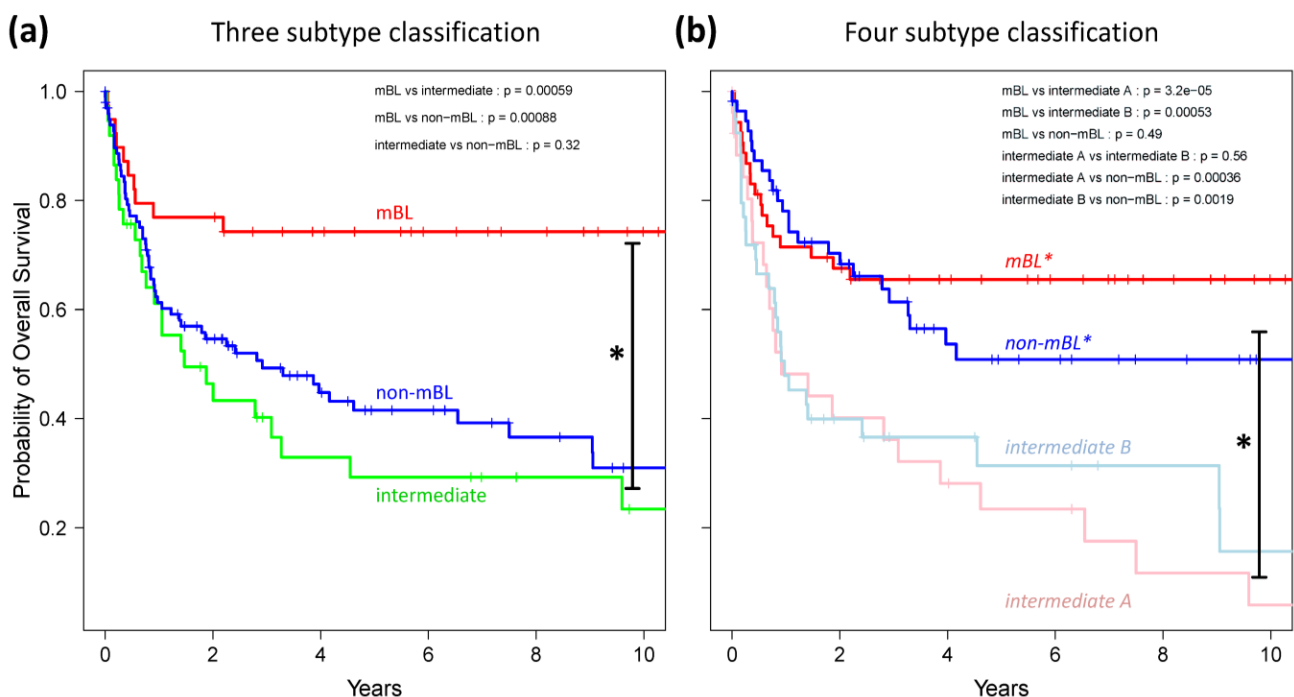 (a)
Three subtype classification
mBL vs intermediate : p = 0.00059
mBL vs non−mBL : p = 0.00088
intermediate vs non−mBL : p = 0.32
mBL
non-mBL
intermediate
*
Probability of Overall Survival
1.0
0.8
0.6
0.4
0.2
0 2 4 6 8 10
Years
(b)
Four subtype classification
mBL vs intermediate A : p = 3.2e−05
mBL vs intermediate B : p = 0.00053
mBL vs non−mBL : p = 0.49
intermediate A vs intermediate B : p = 0.56
intermediate A vs non−mBL : p = 0.00036
intermediate B vs non−mBL : p = 0.0019
mBL*
non-mBL*
intermediate B
intermediate A
*
0 2 4 6 8 10
Years